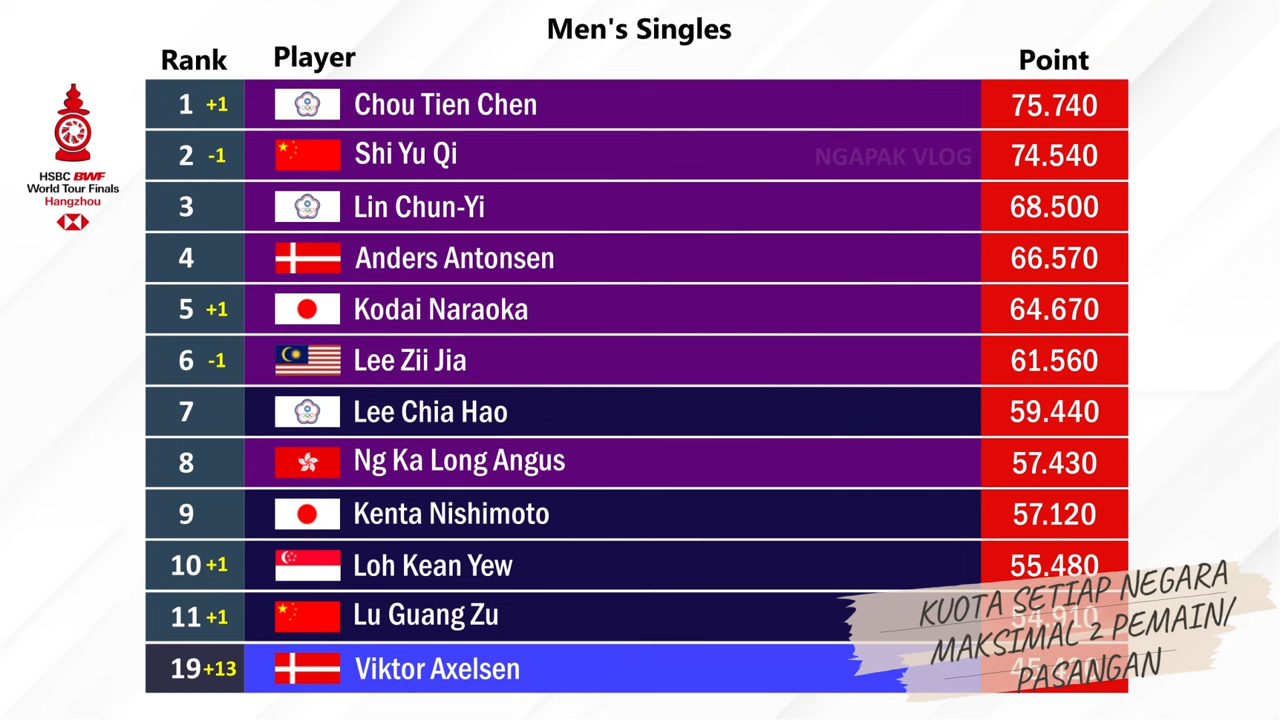 Men's Singles
Rank Player Point
1 +1 Chou Tien Chen 75.740
2 -1 Shi Yu Qi NGAPAK VLOG 74.540
3 Lin Chun-Yi 68.500
4 Anders Antonsen 66.570
5 +1 Kodai Naraoka 64.670
6 -1 Lee Zii Jia 61.560
7 Lee Chia Hao 59.440
8 Ng Ka Long Angus 57.430
9 Kenta Nishimoto 57.120
10 +1 Loh Kean Yew 55.480
11 +1 Lu Guang Zu 54.910
19 +13 Viktor Axelsen
HSBC BWF
World Tour Finals
Hangzhou
KUOTA SETIAP NEGARA
MAKSIMAL 2 PEMAIN/
PASANGAN